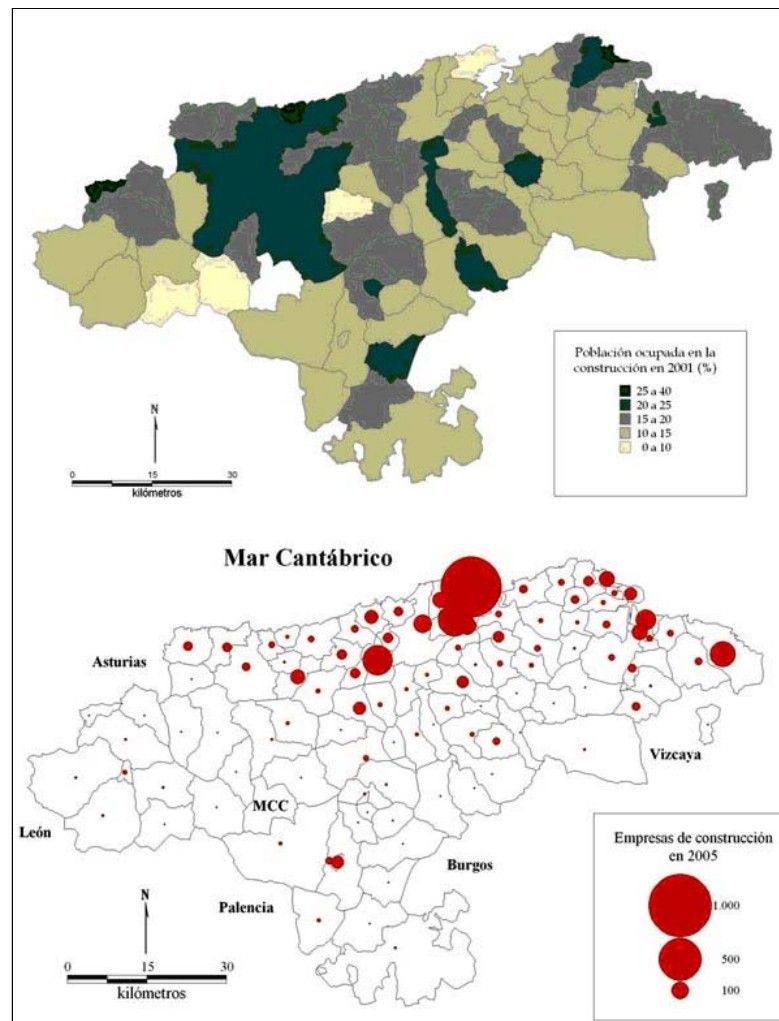 Población ocupada en la
construcción en 2001 (%)
25 a 40
20 a 25
15 a 20
10 a 15
0 a 10
N
0 15 30
kilómetros
Mar Cantábrico
Asturias
Vizcaya
MCC
León
Burgos
Palencia
N
0 15 30
kilómetros
Empresas de construcción
en 2005
1.000
500
100